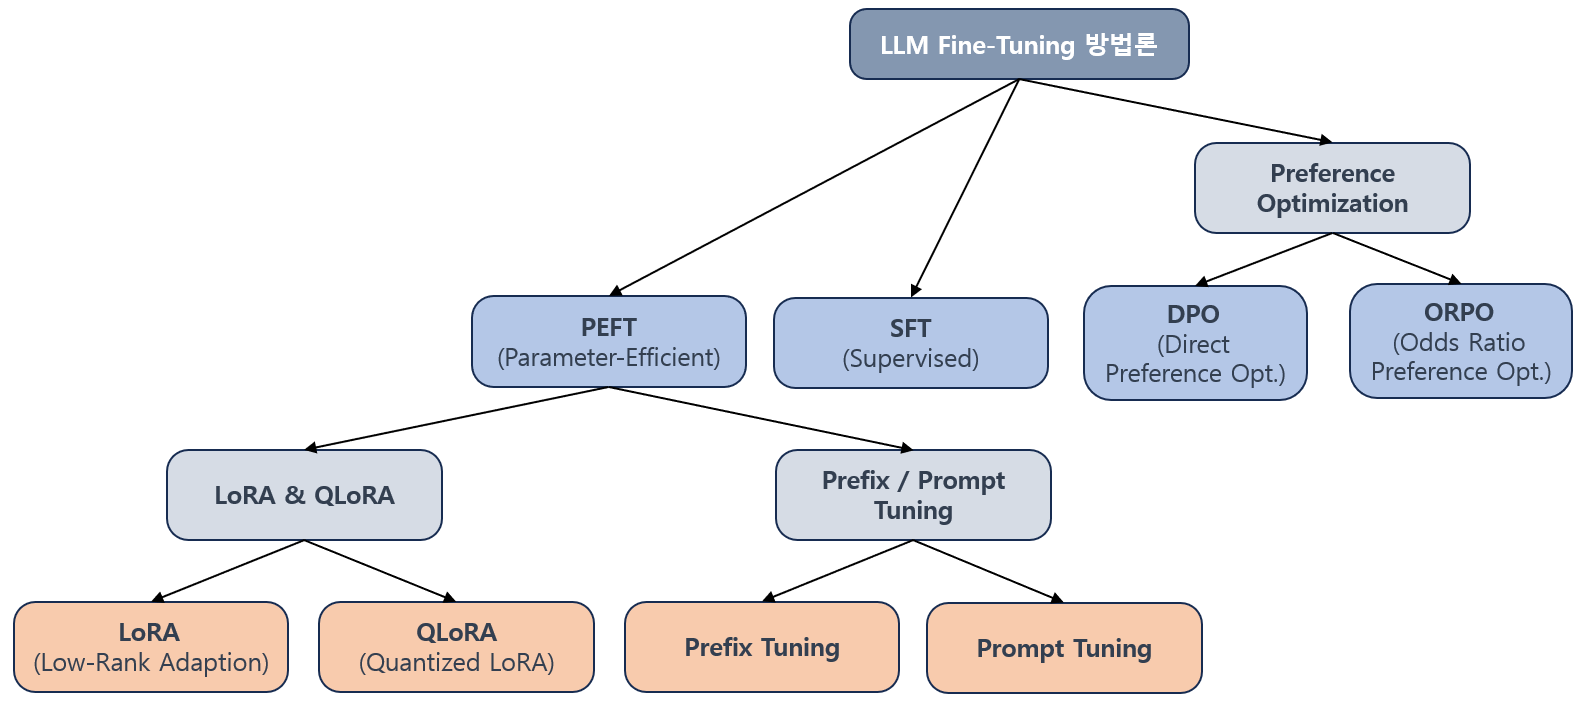 LLM Fine-Tuning 방법론
Preference
Optimization
PEFT
(Parameter-Efficient)
SFT
(Supervised)
DPO
(Direct
Preference Opt.)
ORPO
(Odds Ratio
Preference Opt.)
LoRA & QLoRA
Prefix / Prompt
Tuning
LoRA
(Low-Rank Adaption)
QLoRA
(Quantized LoRA)
Prefix Tuning
Prompt Tuning